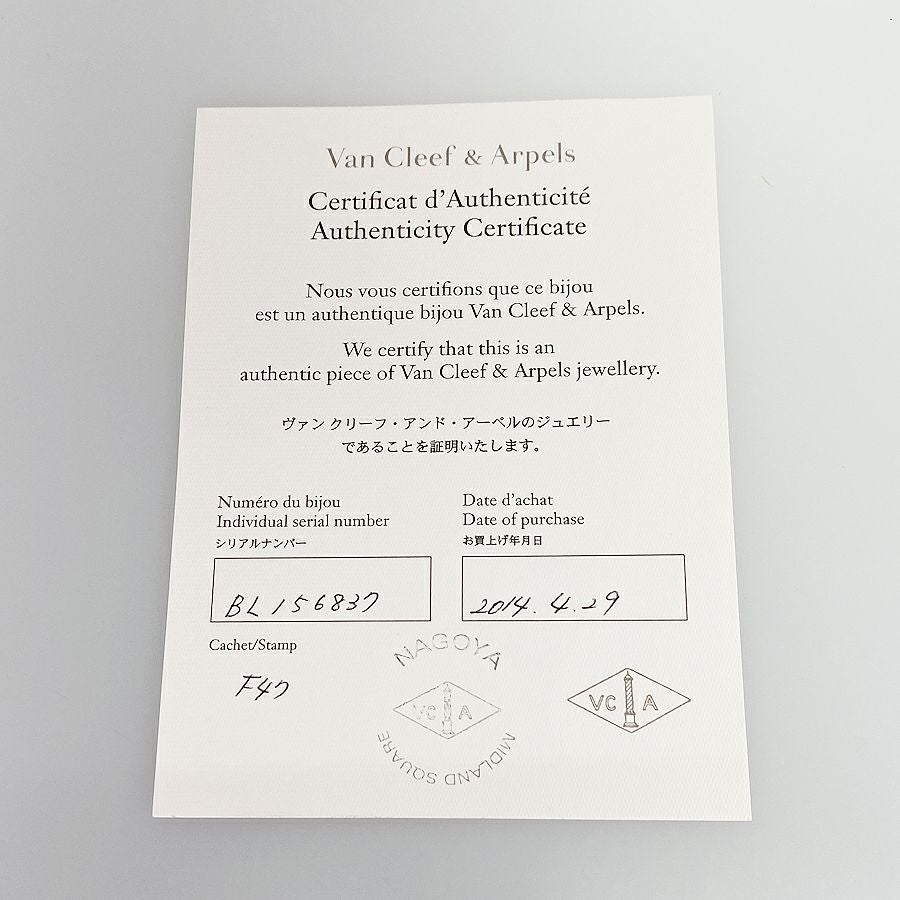 Van Cleef & Arpels
Certificat d'Authenticité
Authenticity Certificate
Nous vous certifions que ce bijou
est un authentique bijou Van Cleef & Arpels.
We certify that this is an
authentic piece of Van Cleef & Arpels jewellery.
ヴァン クリーフ・アンド・アーペルのジュエリー
であることを証明いたします。
Numéro du bijou
Individual serial number
シリアルナンバー
BL 156837
Date d'achat
Date of purchase
お買上げ年月日
2014.4.29
Cachet/Stamp
F47
NAGOYA
VC A
MIDLAND SQUARE
VC A